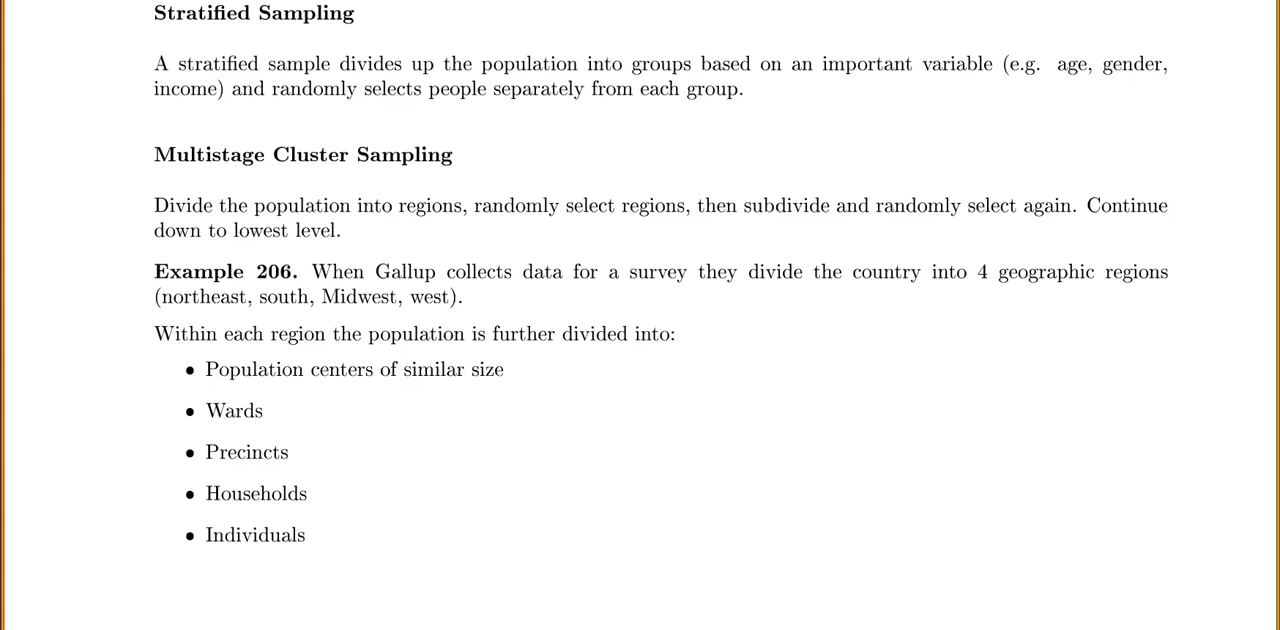 Stratified Sampling
A stratified sample divides up the population into groups based on an important variable (e.g. age, gender,
income) and randomly selects people separately from each group.
Multistage Cluster Sampling
Divide the population into regions, randomly select regions, then subdivide and randomly select again. Continue
down to lowest level.
Example 206. When Gallup collects data for a survey they divide the country into 4 geographic regions
(northeast, south, Midwest, west).
Within each region the population is further divided into:
• Population centers of similar size
• Wards
• Precincts
• Households
• Individuals